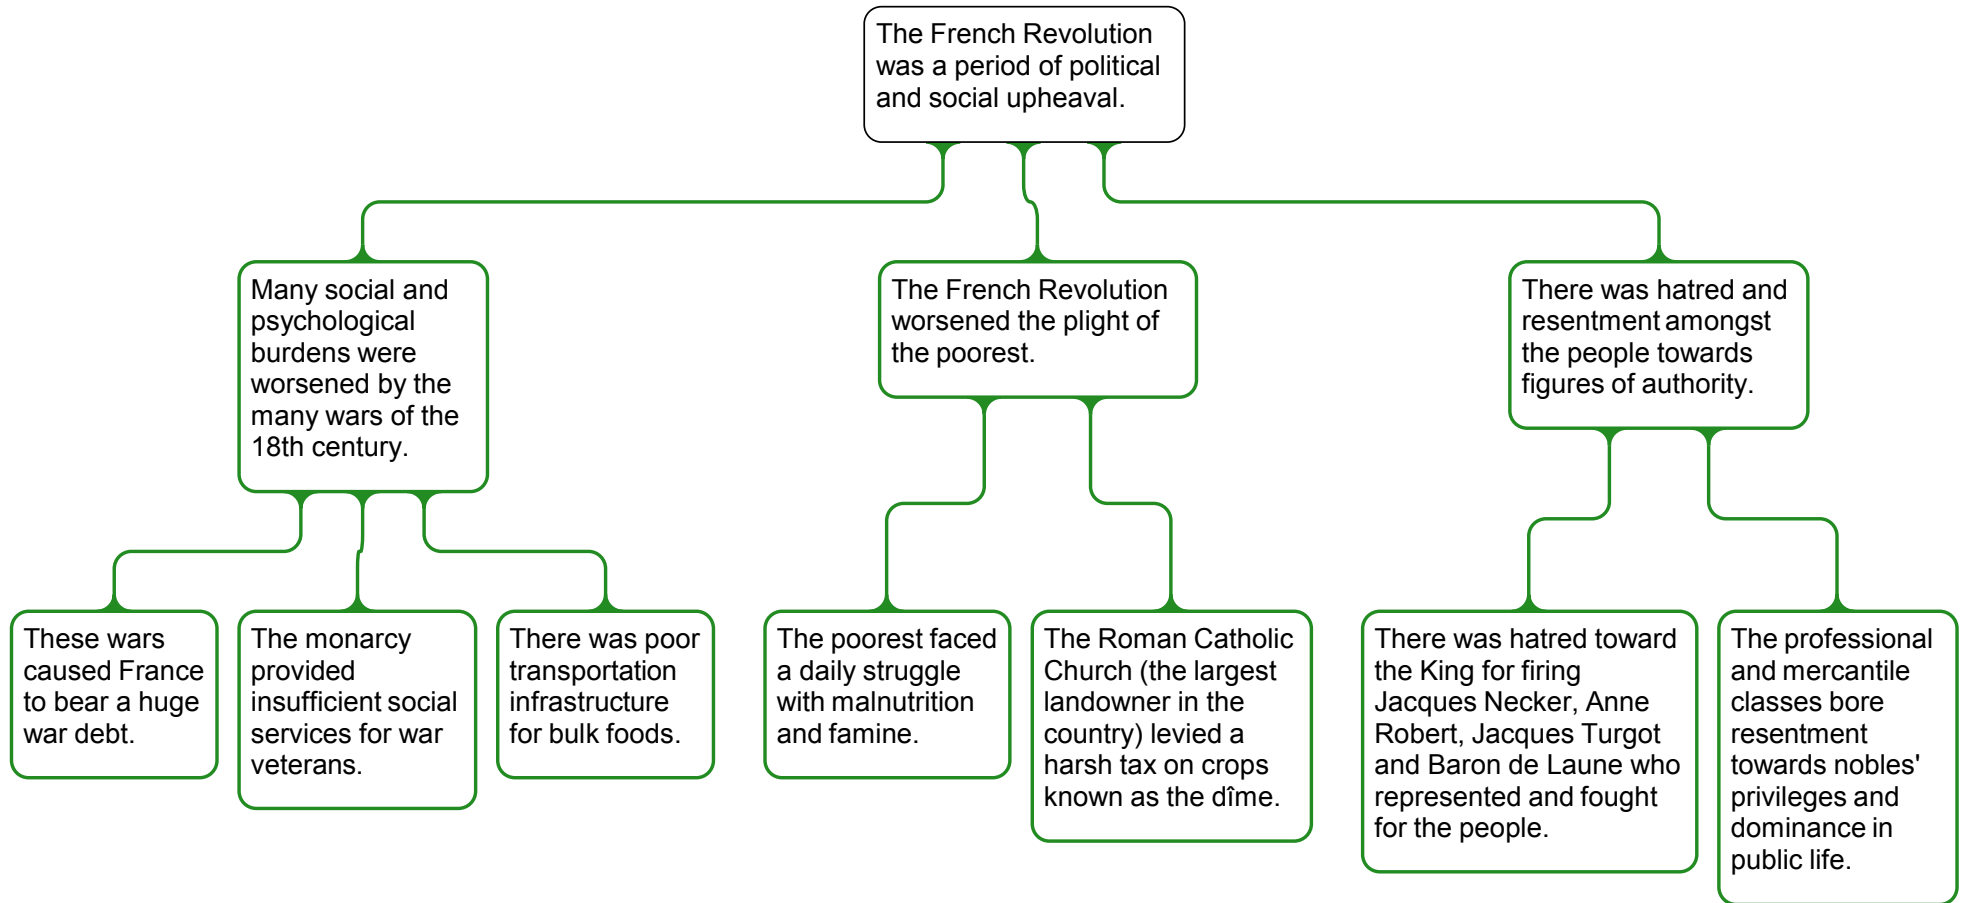 The French Revolution
was a period of political
and social upheaval.
Many social and
psychological
burdens were
worsened by the
many wars of the
18th century.
The French Revolution
worsened the plight of
the poorest.
There was hatred and
resentment amongst
the people towards
figures of authority.
These wars
caused France
to bear a huge
war debt.
The monarcy
provided
insufficient social
services for war
veterans.
There was poor
transportation
infrastructure
for bulk foods.
The poorest faced
a daily struggle
with malnutrition
and famine.
The Roman Catholic
Church (the largest
landowner in the
country) levied a
harsh tax on crops
known as the dîme.
There was hatred toward
the King for firing
Jacques Necker, Anne
Robert, Jacques Turgot
and Baron de Laune who
represented and fought
for the people.
The professional
and mercantile
classes bore
resentment
towards nobles'
privileges and
dominance in
public life.